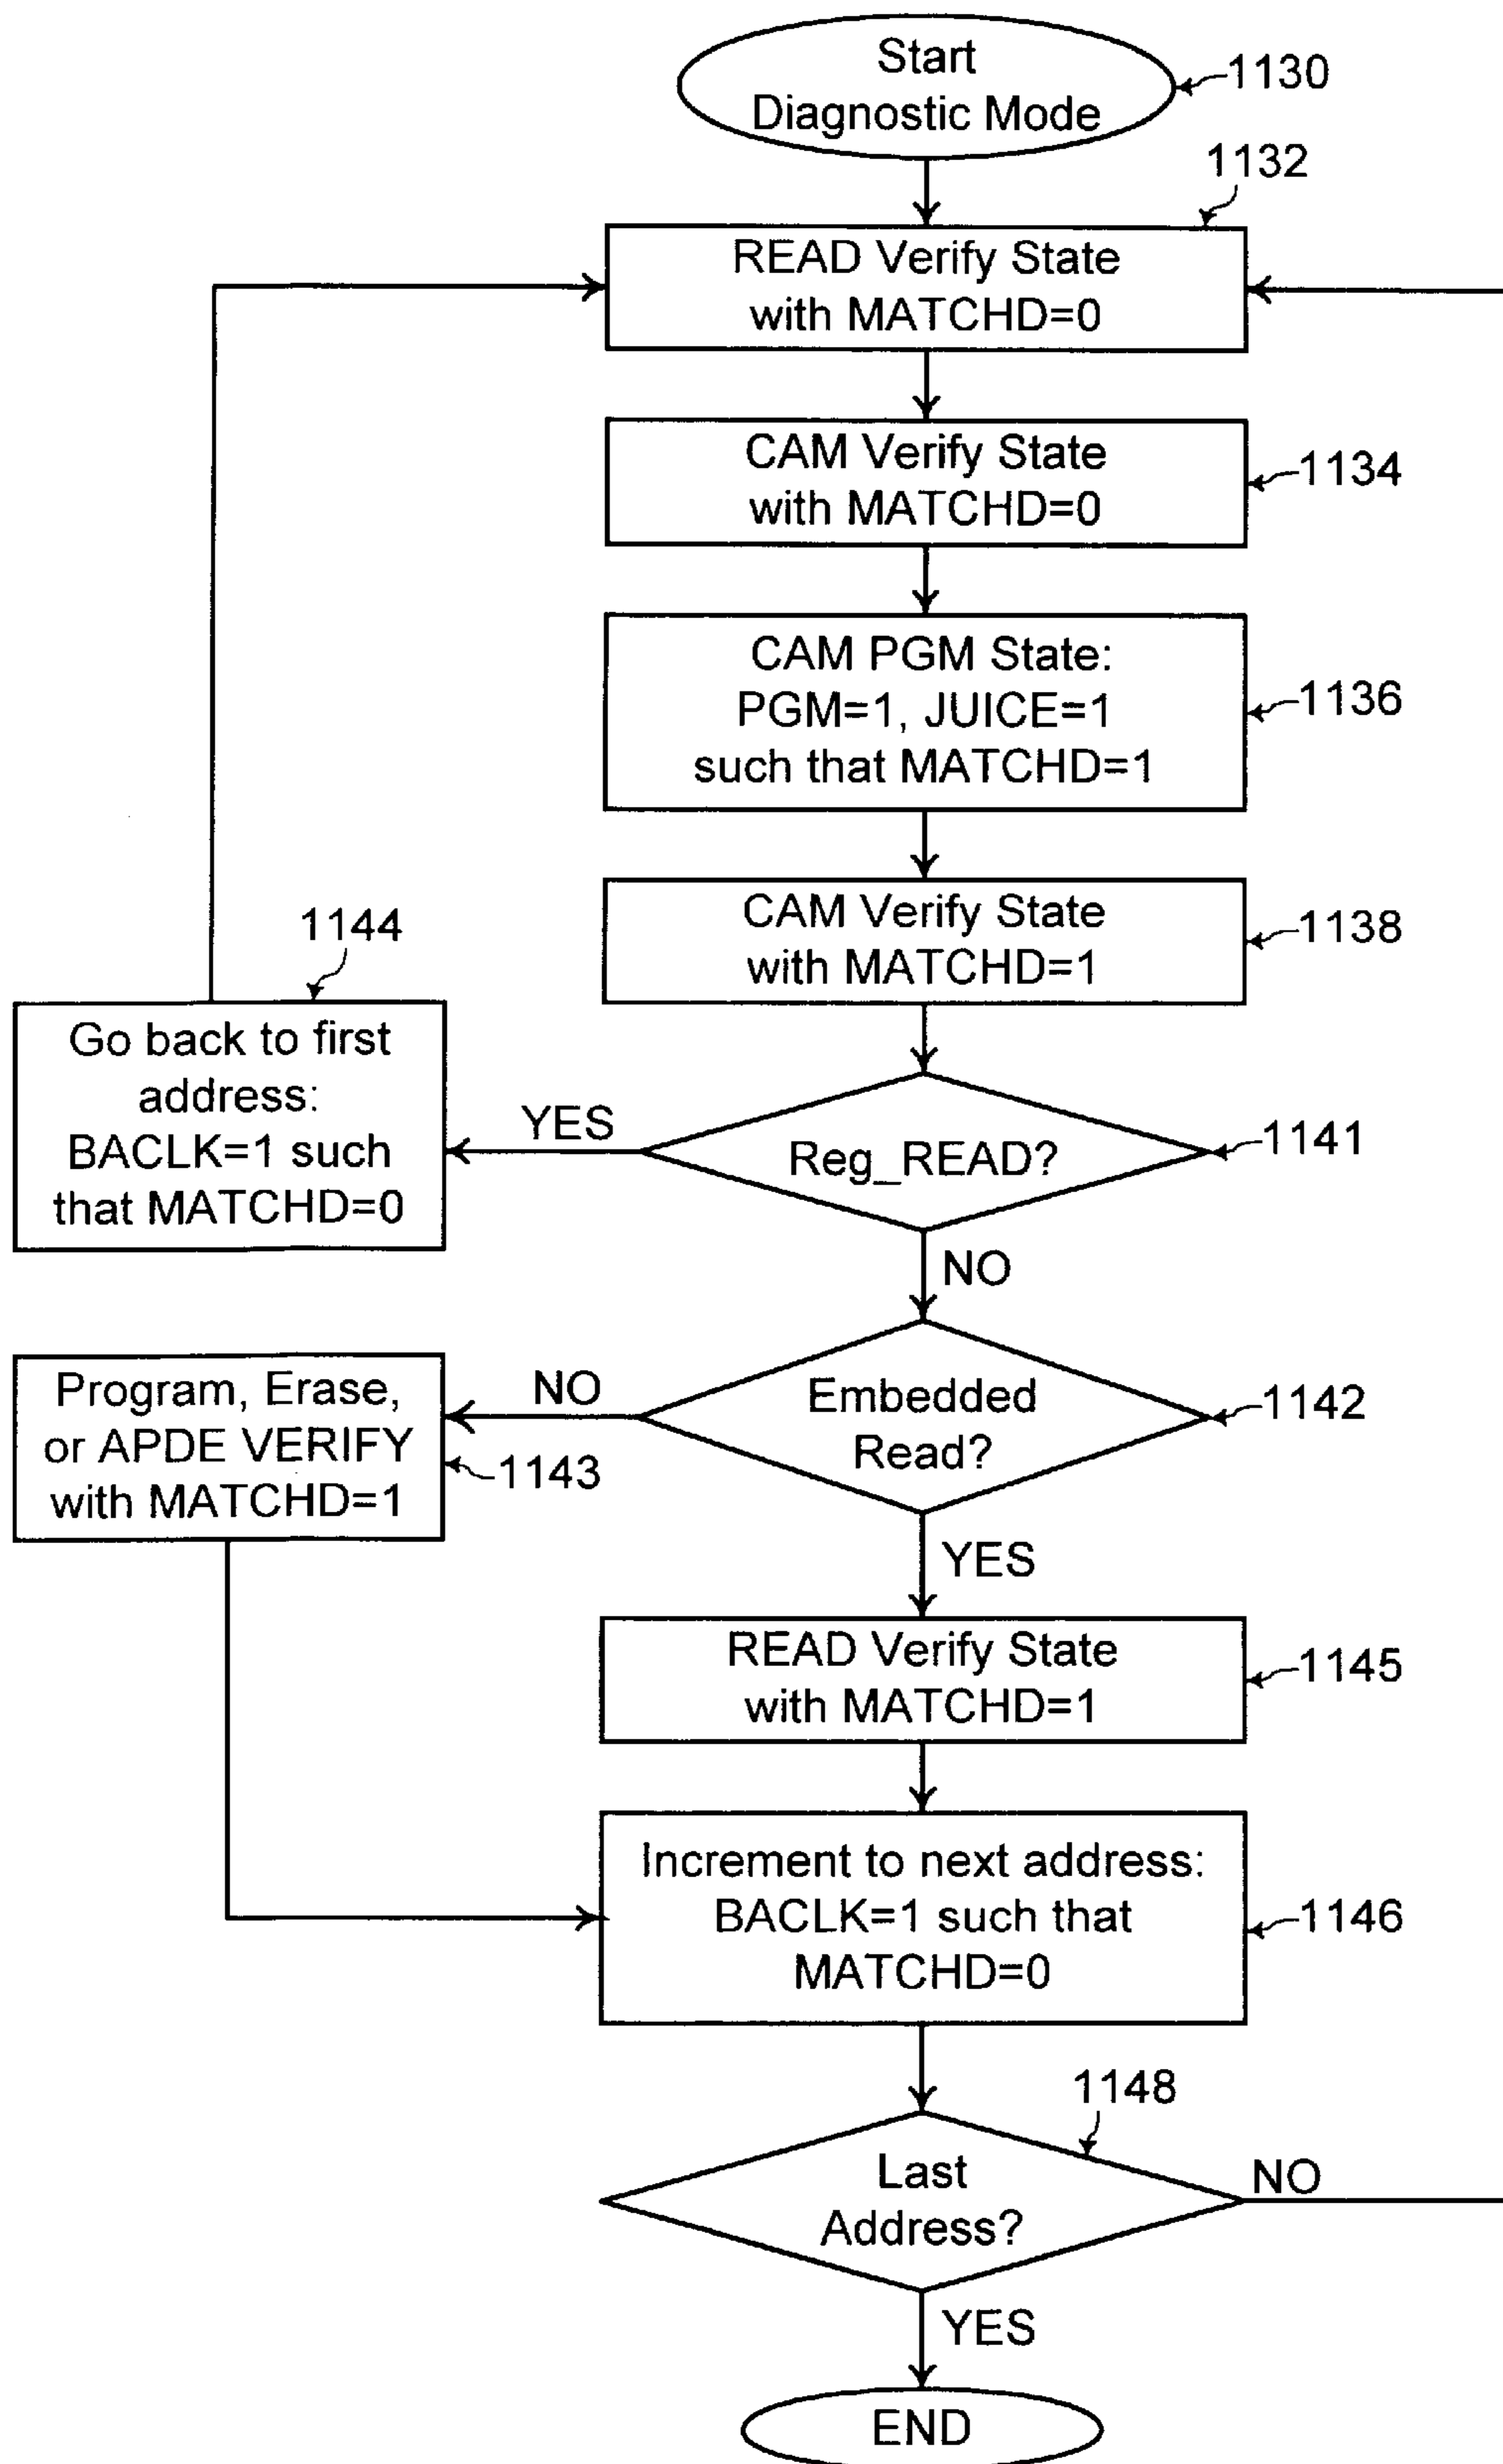 Start
Diagnostic Mode
1130
1132
READ Verify State
with MATCHD=0
CAM Verify State
with MATCHD=0
1134
CAM PGM State:
PGM=1, JUICE=1
such that MATCHD=1
1136
CAM Verify State
with MATCHD=1
1138
1144
Go back to first
address:
BACLK=1 such
that MATCHD=0
YES
Reg_READ?
1141
NO
Program, Erase,
or APDE VERIFY
with MATCHD=1
1143
NO
Embedded
Read?
1142
YES
READ Verify State
with MATCHD=1
1145
Increment to next address:
BACLK=1 such that
MATCHD=0
1146
1148
Last
Address?
NO
YES
END